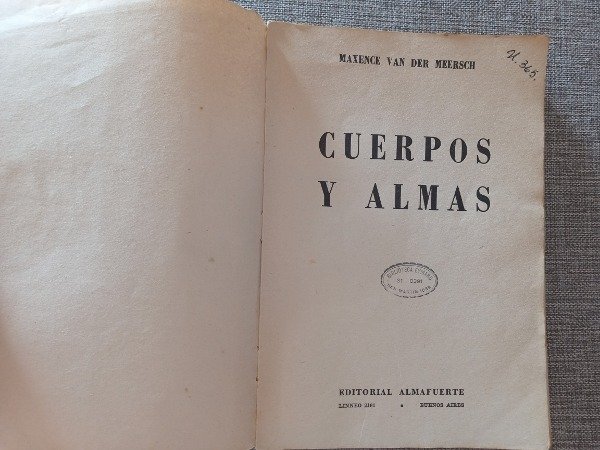 MAXENCE VAN DER MEERSCH
CUERPOS
Y ALMAS
EDITORIAL ALMAFUERTE
BUENOS AIRES